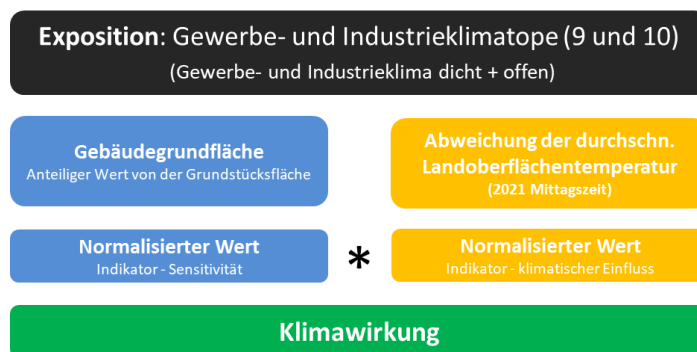 Exposition: Gewerbe- und Industrieklimatope (9 und 10)
(Gewerbe- und Industrieklima dicht + offen)
Gebäudegrundfläche
Anteiliger Wert von der Grundstücksfläche
Abweichung der durchschn.
Landoberflächentemperatur
(2021 Mittagszeit)
Normalisierter Wert
Indikator - Sensitivität
*
Normalisierter Wert
Indikator - klimatischer Einfluss
Klimawirkung